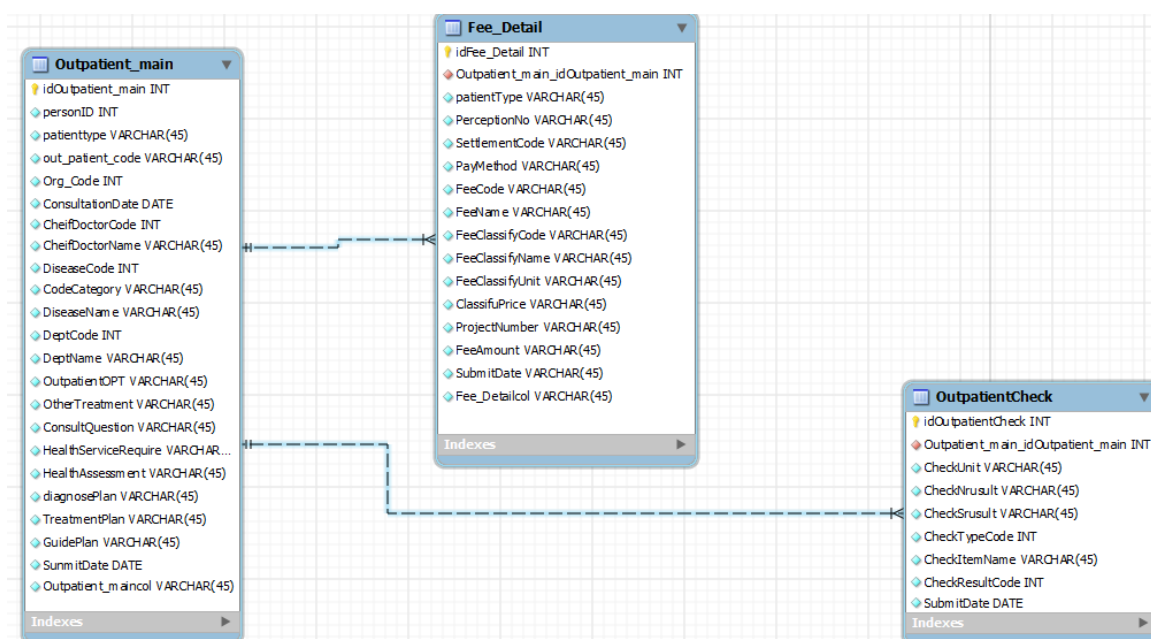 Outpatient_main
idOutpatient_main INT
personID INT
patienttype VARCHAR(45)
out_patient_code VARCHAR(45)
Org_Code INT
ConsultationDate DATE
CheifDoctorCode INT
CheifDoctorName VARCHAR(45)
DiseaseCode INT
CodeCategory VARCHAR(45)
DiseaseName VARCHAR(45)
DeptCode INT
DeptName VARCHAR(45)
OutpatientOPT VARCHAR(45)
OtherTreatment VARCHAR(45)
ConsultQuestion VARCHAR(45)
HealthServiceRequire VARCHAR...
HealthAssessment VARCHAR(45)
diagnosePlan VARCHAR(45)
TreatmentPlan VARCHAR(45)
GuidePlan VARCHAR(45)
SunmitDate DATE
Outpatient_maincol VARCHAR(45)
Indexes
Fee_Detail
idFee_Detail INT
Outpatient_main_idOutpatient_main INT
patientType VARCHAR(45)
PerceptionNo VARCHAR(45)
SettlementCode VARCHAR(45)
PayMethod VARCHAR(45)
FeeCode VARCHAR(45)
FeeName VARCHAR(45)
FeeClassifyCode VARCHAR(45)
FeeClassifyName VARCHAR(45)
FeeClassifyUnit VARCHAR(45)
ClassifuPrice VARCHAR(45)
ProjectNumber VARCHAR(45)
FeeAmount VARCHAR(45)
SubmitDate VARCHAR(45)
Fee_Detailcol VARCHAR(45)
Indexes
OutpatientCheck
idOutpatientCheck INT
Outpatient_main_idOutpatient_main INT
CheckUnit VARCHAR(45)
CheckNrusult VARCHAR(45)
CheckSrusult VARCHAR(45)
CheckTypeCode INT
CheckItemName VARCHAR(45)
CheckResultCode INT
SubmitDate DATE
Indexes